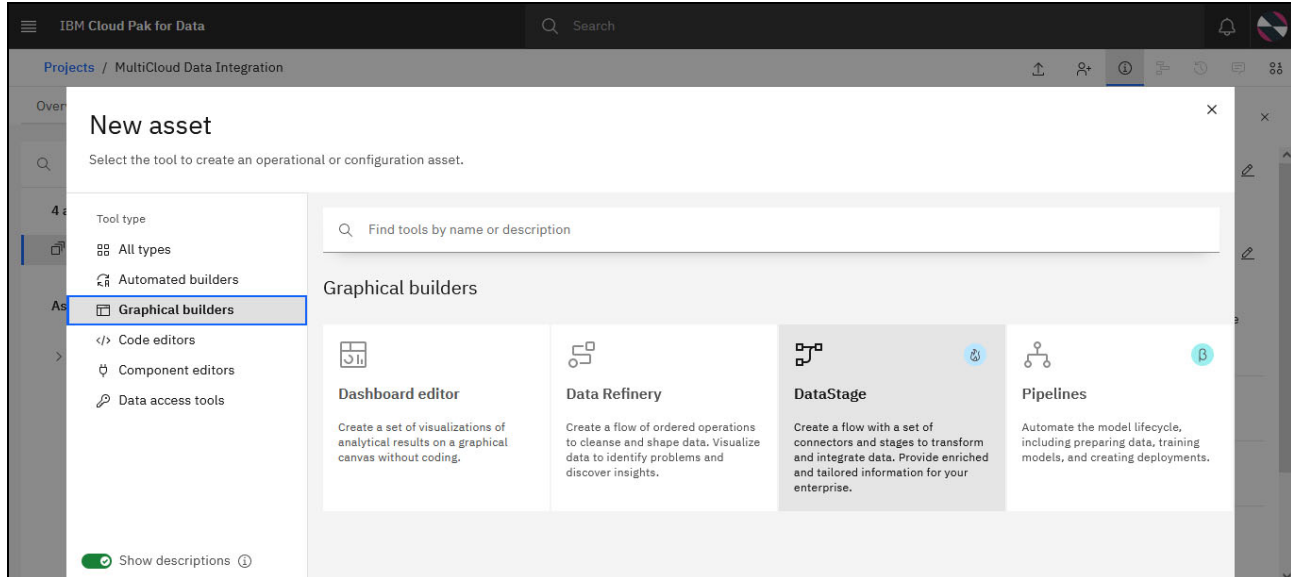 IBM Cloud Pak for Data
Search
Projects / MultiCloud Data Integration
Over
New asset
Select the tool to create an operational or configuration asset.
4 a
As
Tool type
All types
Automated builders
Graphical builders
Code editors
Component editors
Data access tools
Show descriptions
Find tools by name or description
Graphical builders
Dashboard editor
Create a set of visualizations of
analytical results on a graphical
canvas without coding.
Data Refinery
Create a flow of ordered operations
to cleanse and shape data. Visualize
data to identify problems and
discover insights.
DataStage
Create a flow with a set of
connectors and stages to transform
and integrate data. Provide enriched
and tailored information for your
enterprise.
β
Pipelines
Automate the model lifecycle,
including preparing data, training
models, and creating deployments.